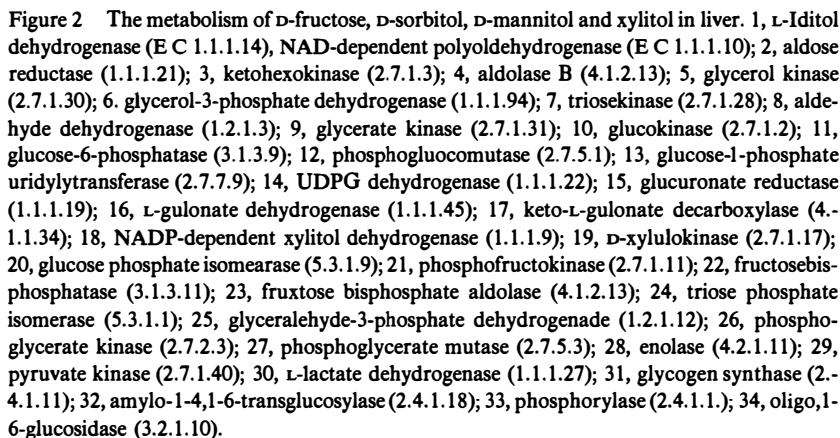 Figure 2 The metabolism of D-fructose, D-sorbitol, D-mannitol and xylitol in liver. 1, L-Iditol
dehydrogenase (E C 1.1.1.14), NAD-dependent polyoldehydrogenase (E C 1.1.1.10); 2, aldose
reductase (1.1.1.21); 3, ketohexokinase (2.7.1.3); 4, aldolase B (4.1.2.13); 5, glycerol kinase
(2.7.1.30); 6. glycerol-3-phosphate dehydrogenase (1.1.1.94); 7, triosekinase (2.7.1.28); 8, alde-
hyde dehydrogenase (1.2.1.3); 9, glycerate kinase (2.7.1.31); 10, glucokinase (2.7.1.2); 11,
glucose-6-phosphatase (3.1.3.9); 12, phosphogluocomutase (2.7.5.1); 13, glucose-l-phosphate
uridylytransferase (2.7.7.9); 14, UDPG dehydrogenase (1.1.1.22); 15, glucuronate reductase
(1.1.1.19); 16, L-gulonate dehydrogenase (1.1.1.45); 17, keto-L-gulonate decarboxylase (4.-
1.1.34); 18, NADP-dependent xylitol dehydrogenase (1.1.1.9); 19, D-xylulokinase (2.7.1.17);
20, glucose phosphate isomearase (5.3.1.9); 21, phosphofructokinase (2.7.1.11); 22, fructosebis-
phosphatase (3.1.3.11); 23, fruxtose bisphosphate aldolase (4.1.2.13); 24, triose phosphate
isomerase (5.3.1.1); 25, glyceralehyde-3-phosphate dehydrogenade (1.2.1.12); 26, phospho-
glycerate kinase (2.7.2.3); 27, phosphoglycerate mutase (2.7.5.3); 28, enolase (4.2.1.11); 29,
pyruvate kinase (2.7.1.40); 30, L-lactate dehydrogenase (1.1.1.27); 31, glycogen synthase (2.-
4.1.11); 32, amylo-1-4,1-6-transglucosylase (2.4.1.18); 33, phosphorylase (2.4.1.1.); 34, oligo,1-
6-glucosidase (3.2.1.10).